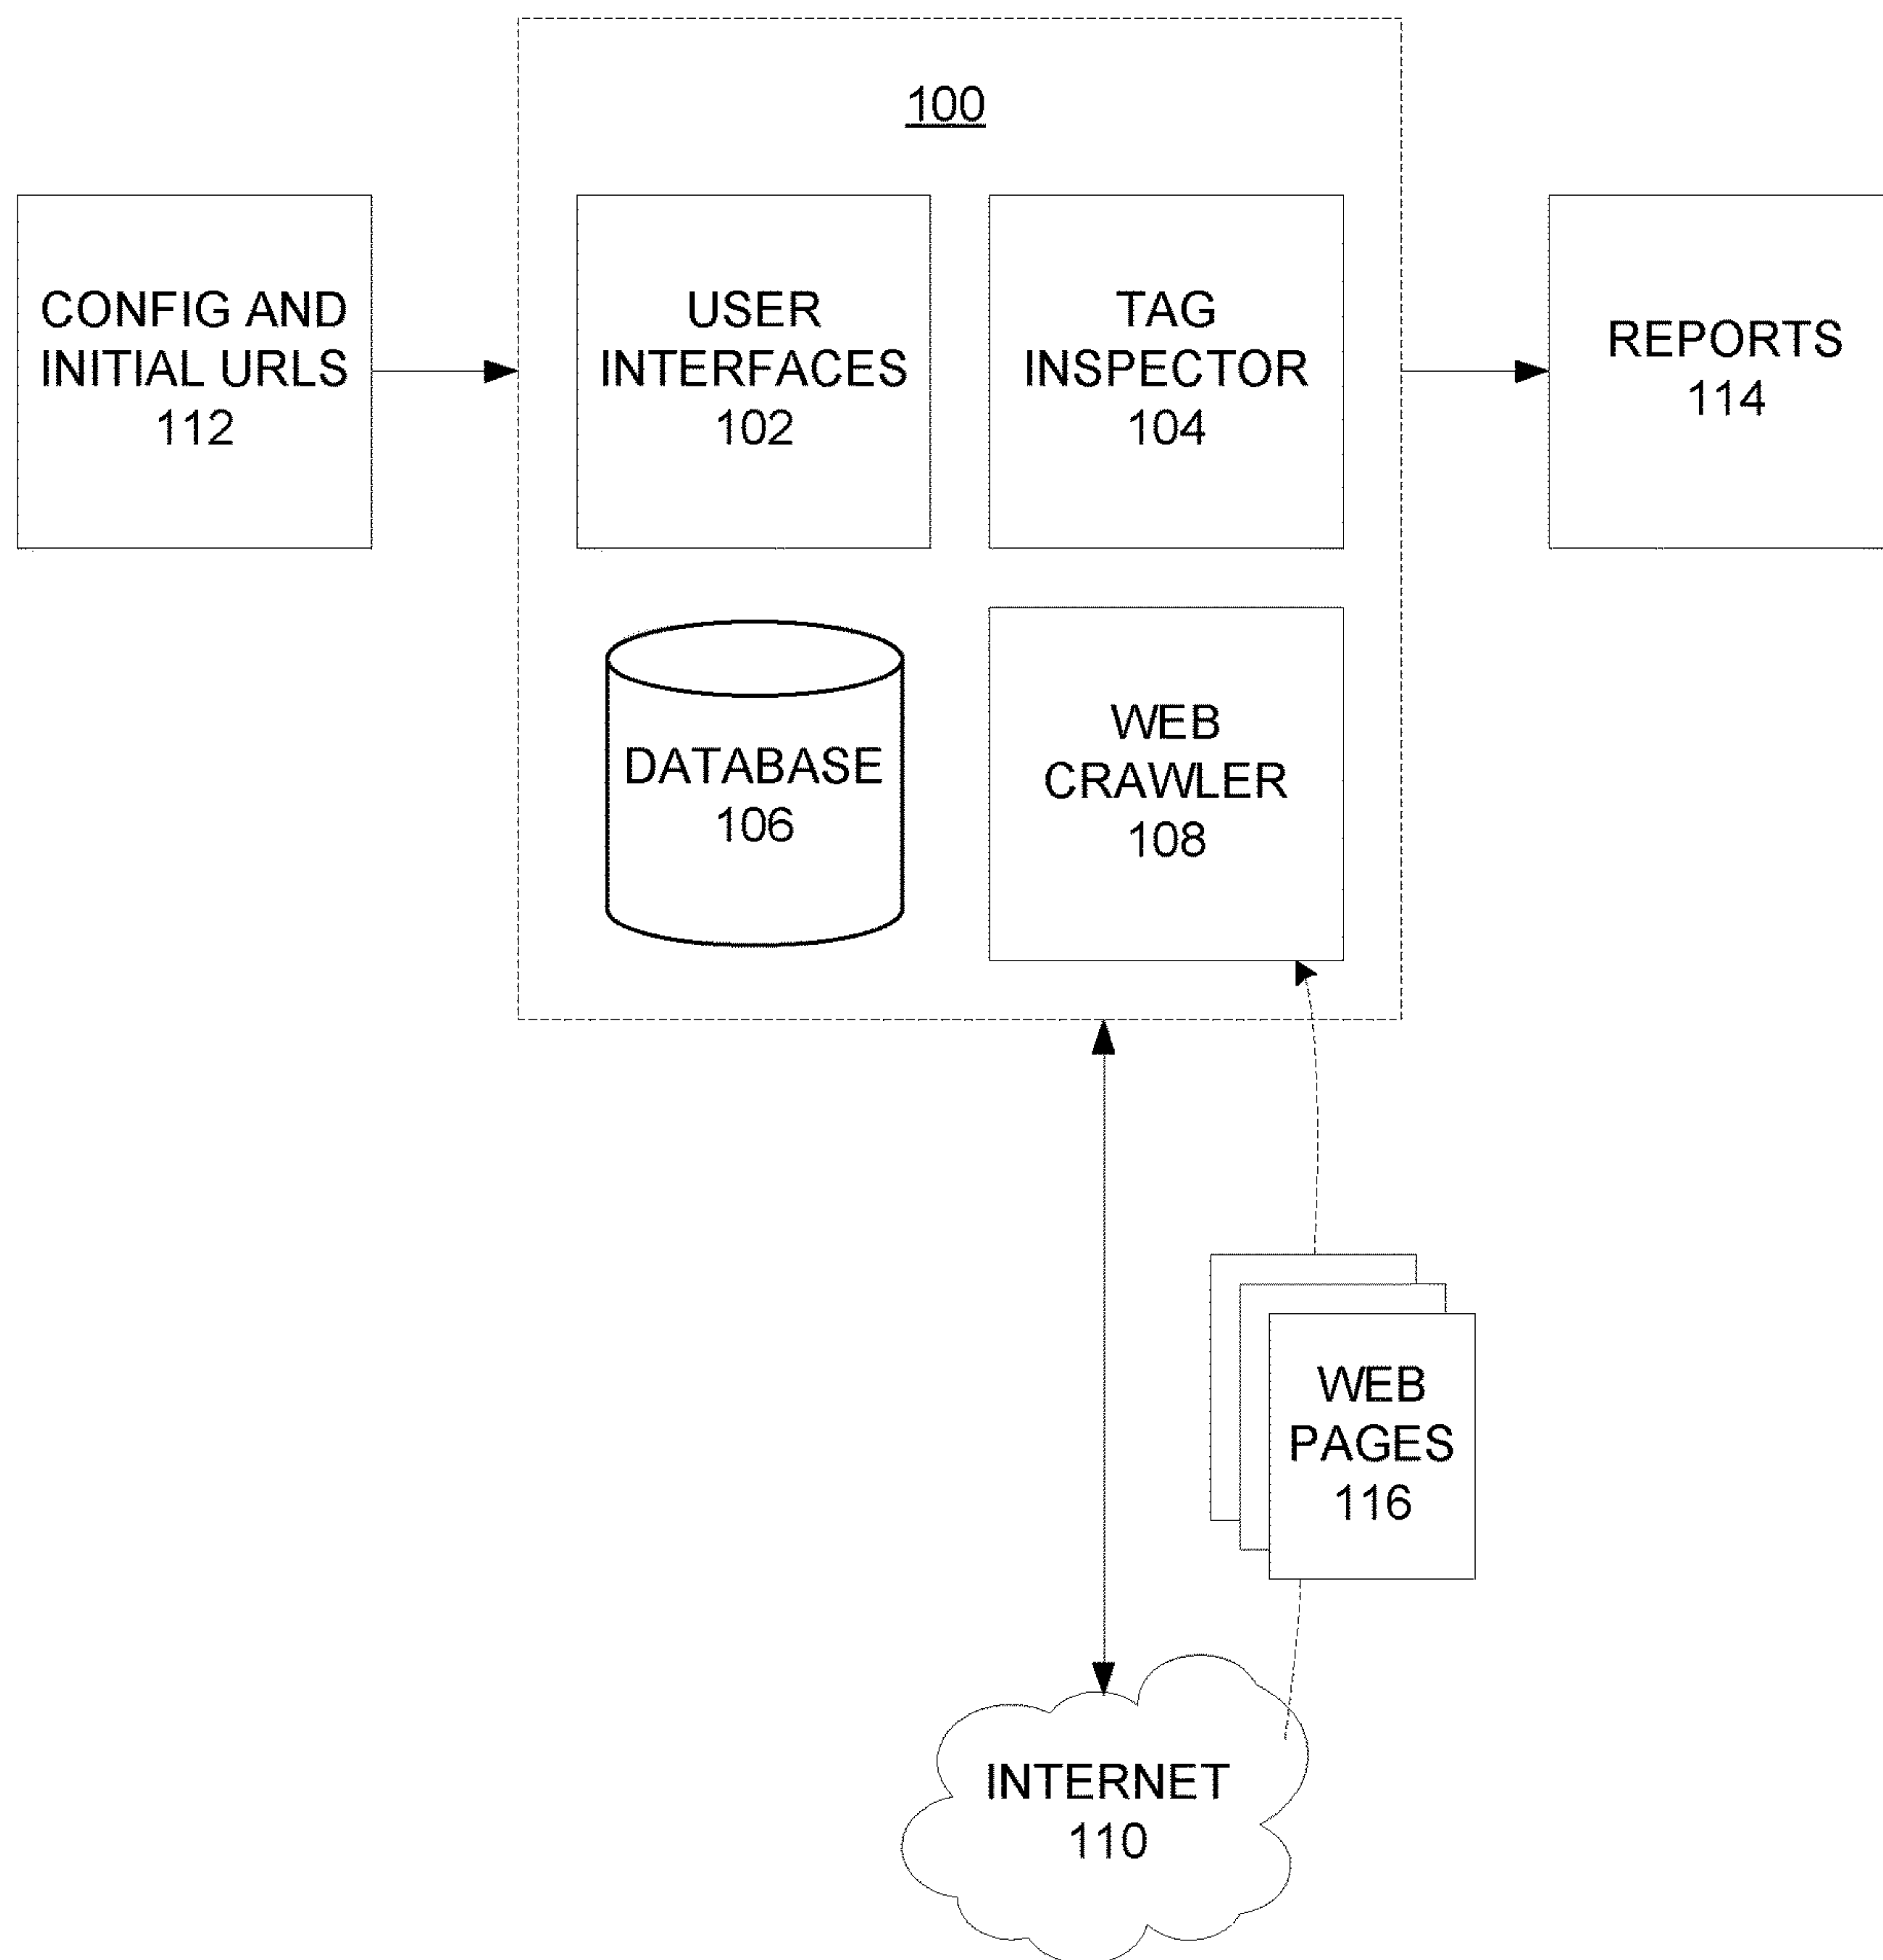 100
CONFIG AND
INITIAL URLS
112
USER
INTERFACES
102
TAG
INSPECTOR
104
REPORTS
114
DATABASE
106
WEB
CRAWLER
108
WEB
PAGES
116
INTERNET
110